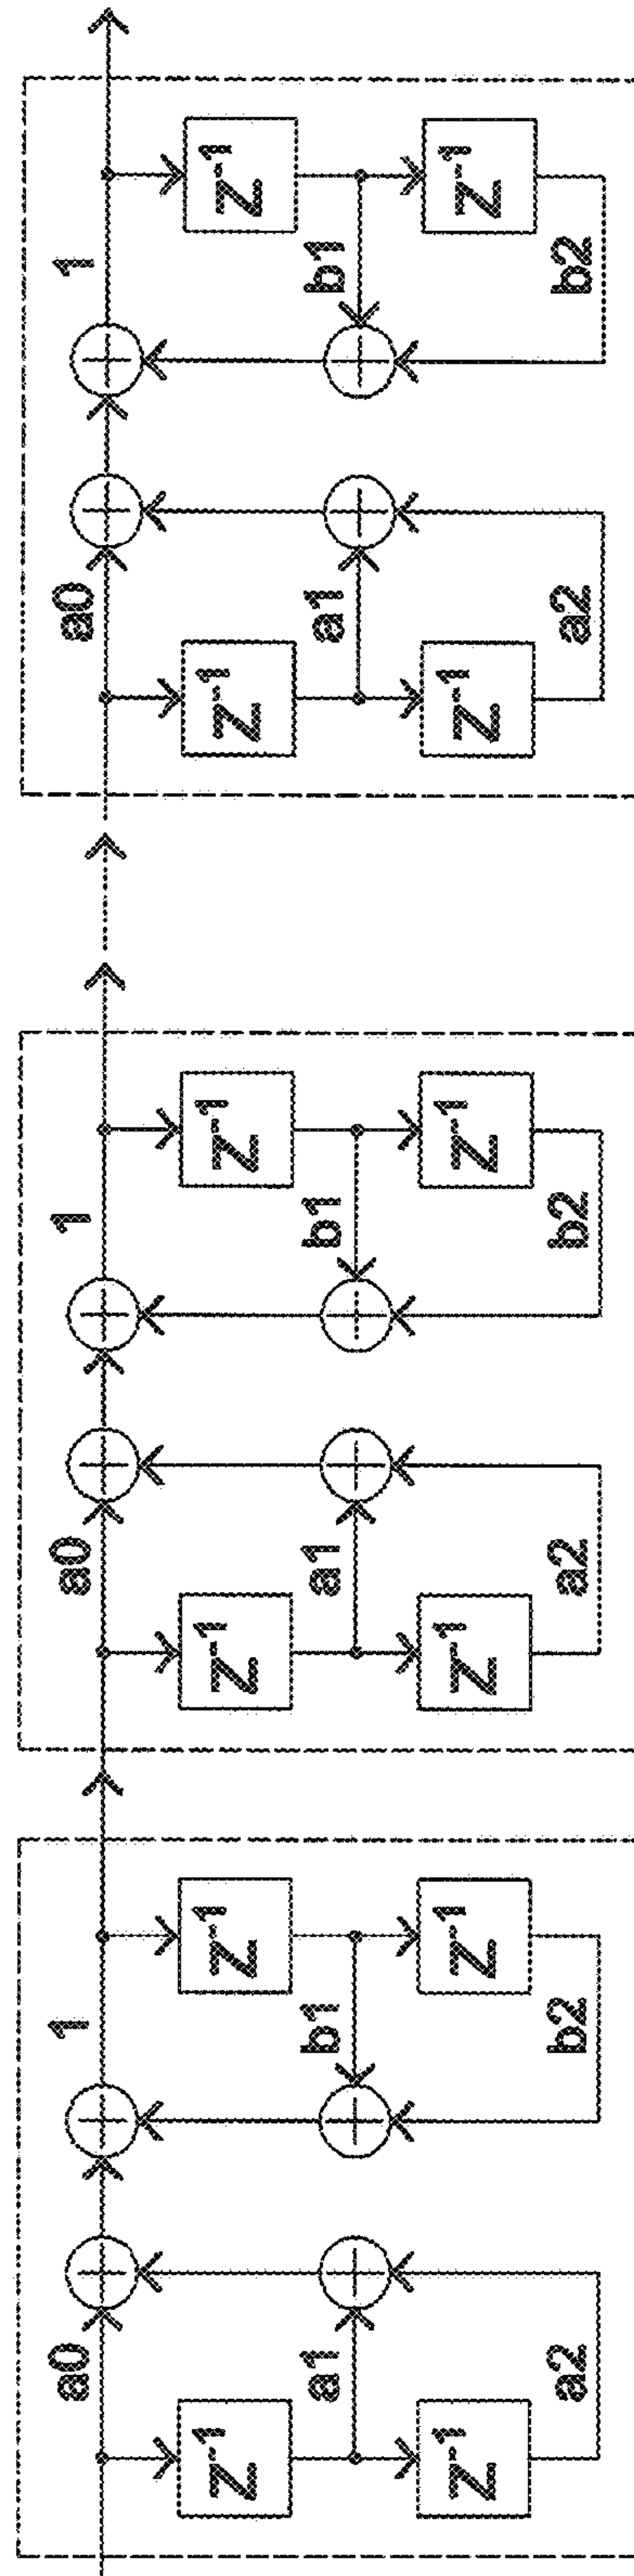 a0 1 a0 1 a0 1
Z⁻¹ Z⁻¹ Z⁻¹ Z⁻¹ Z⁻¹ Z⁻¹
a1 b1 a1 b1 a1 b1
Z⁻¹ Z⁻¹ Z⁻¹ Z⁻¹ Z⁻¹ Z⁻¹
a2 b2 a2 b2 a2 b2